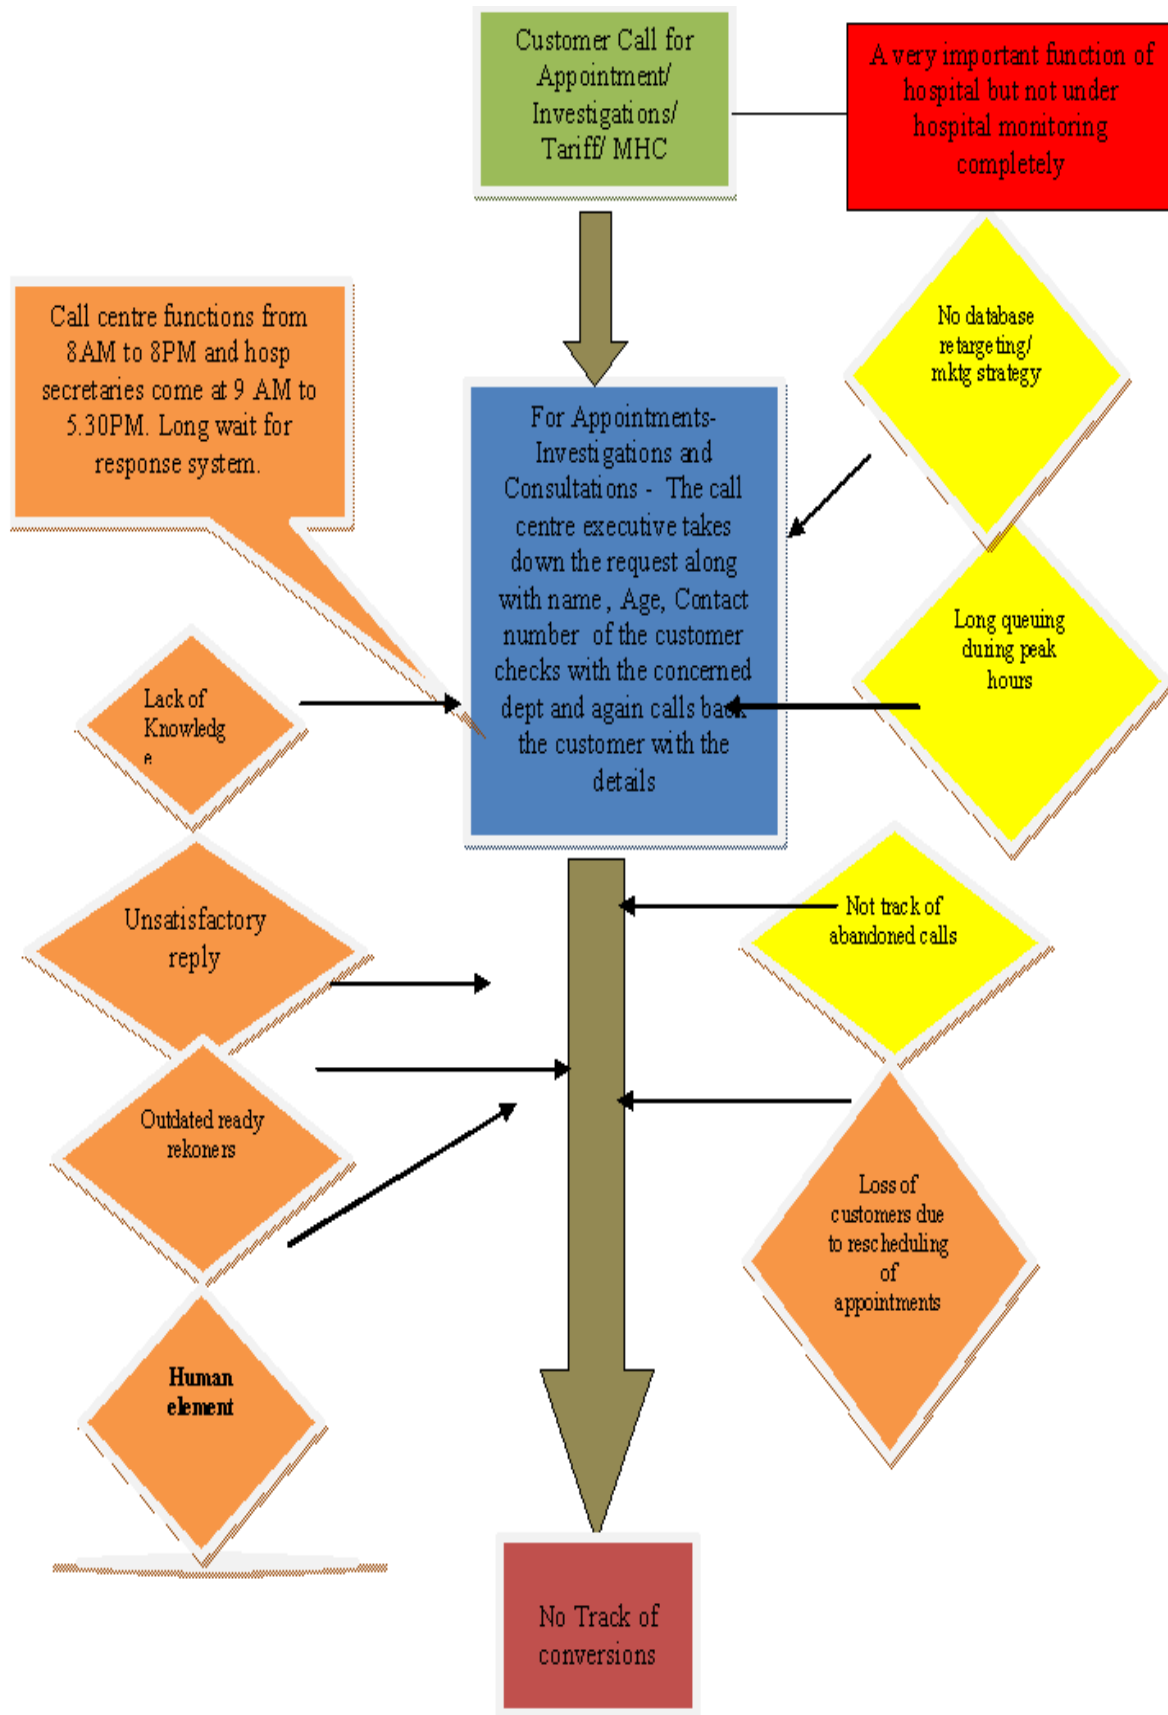 Customer Call for
Appointment/
Investigations/
Tariff/ MHC
A very important function of
hospital but not under
hospital monitoring
completely
Call centre functions from
8AM to 8PM and hosp
secretaries come at 9 AM to
5.30PM. Long wait for
response system.
No database
retargeting/
mktg strategy
For Appointments-
Investigations and
Consultations - The call
centre executive takes
down the request along
with name , Age, Contact
number of the customer
checks with the concerned
dept and again calls back
the customer with the
details
Long queuing
during peak
hours
Lack of
Knowledg
e
Unsatisfactory
reply
Not track of
abandoned calls
Outdated ready
rekoners
Loss of
customers due
to rescheduling
of
appointments
Human
element
No Track of
conversions